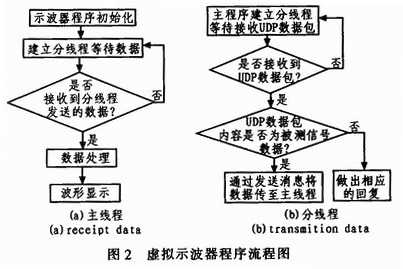 示波器程序初始化
建立分线程等待数据
是否
接收到分线程
发送的数据?
否
是
数据处理
波形显示
(a)主线程
(a)receipt data
主程序建立分线程
等待接收UDP数据包
是否接收到
UDP数据包?
否
是
UDP数据包
内容是否为被测信号
数据?
是
否
通过发送消息将
数据传至主线程
做出相应
的回复
(b)分线程
(b)transmition data
图2 虚拟示波器程序流程图